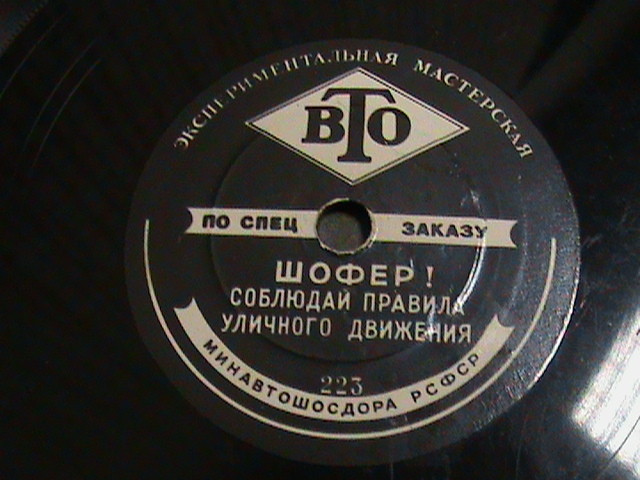 ЭКСПЕРИМЕНТАЛЬНАЯ МАСТЕРСКАЯ
ВТО
ПО СПЕЦ ЗАКАЗУ
ШОФЕР!
СОБЛЮДАЙ ПРАВИЛА
УЛИЧНОГО ДВИЖЕНИЯ
223
МИНАВТОШОСДОРА РСФСР